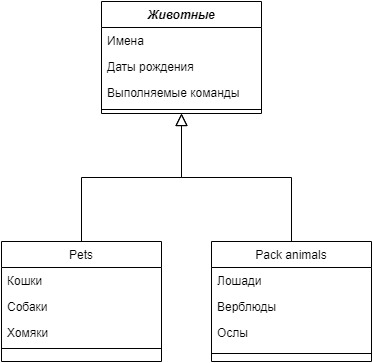 Животные
Имена
Даты рождения
Выполняемые команды
Pets
Кошки
Собаки
Хомяки
Pack animals
Лошади
Верблюды
Ослы